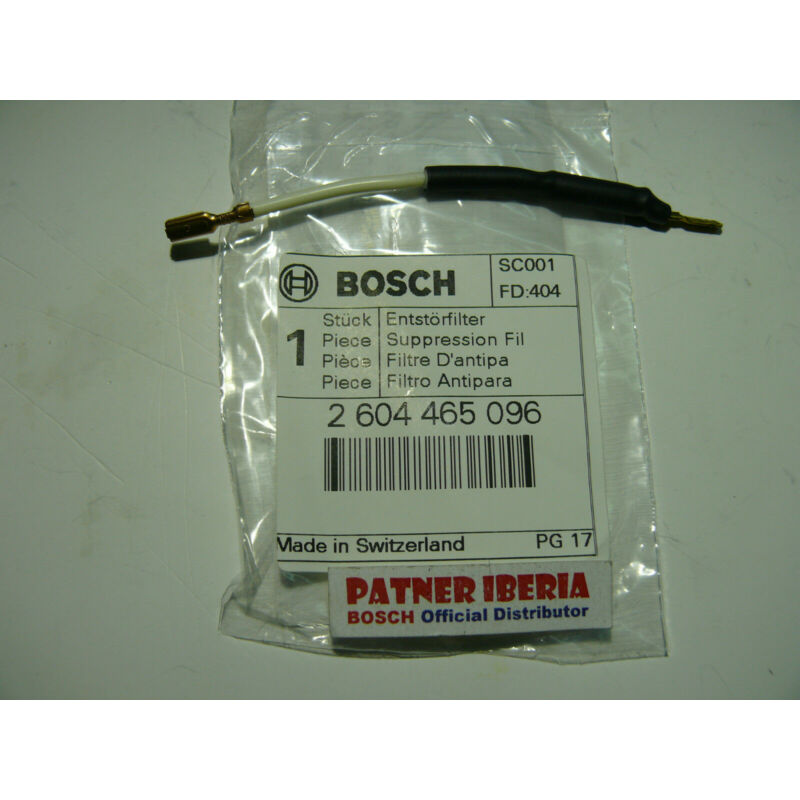 BOSCH
SC001
FD:404
1
Stück Entstörfilter
Piece Suppression Fil
Pièce Filtre D'antipa
Piece Filtro Antipara
2 604 465 096
Made in Switzerland PG 17
PATNER IBERIA
BOSCH Official Distributor